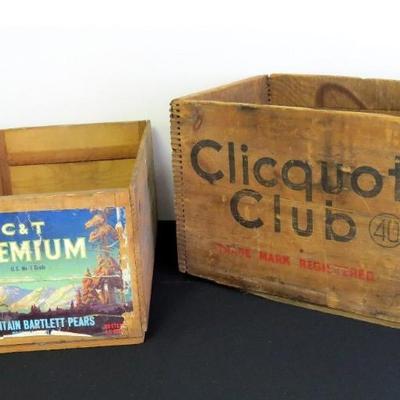 C&T
EMIUM
U.S. No. 1 Grade
TAIN BARTLETT PEARS
Clicquot
Club 40
TRADE MARK REGISTERED